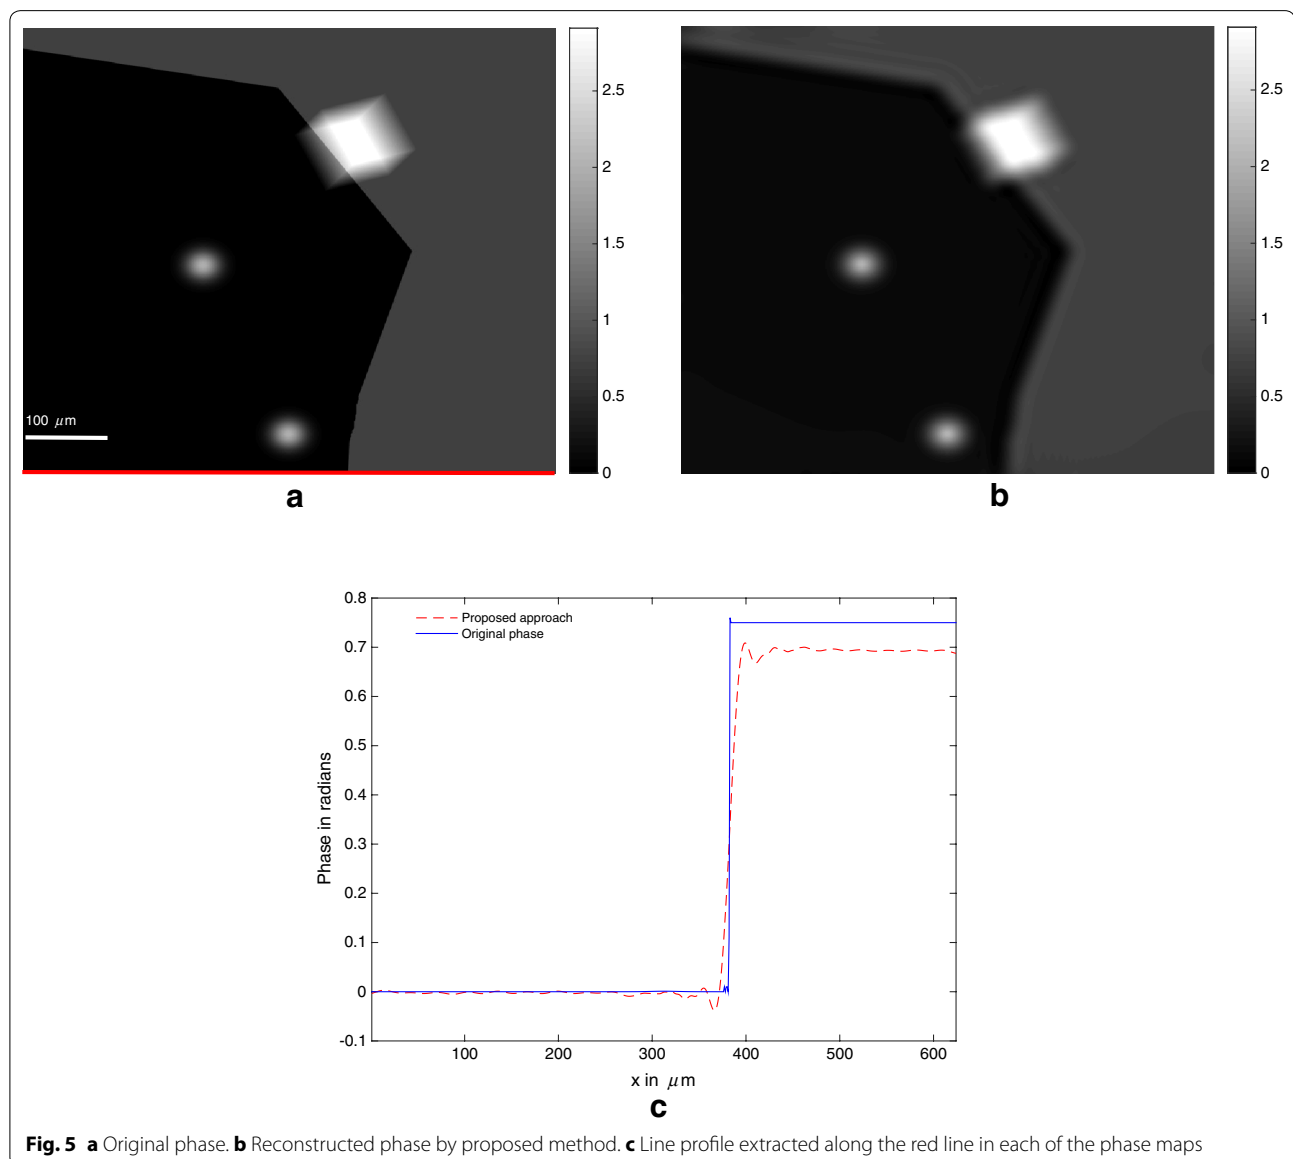 2.5
2
1.5
1
0.5
0
100 μm
a
2.5
2
1.5
1
0.5
0
b
0.8
0.7
0.6
0.5
0.4
0.3
0.2
0.1
0
-0.1
Phase in radians
Proposed approach
Original phase
100 200 300 400 500 600
x in μm
c
Fig. 5 a Original phase. b Reconstructed phase by proposed method. c Line profile extracted along the red line in each of the phase maps